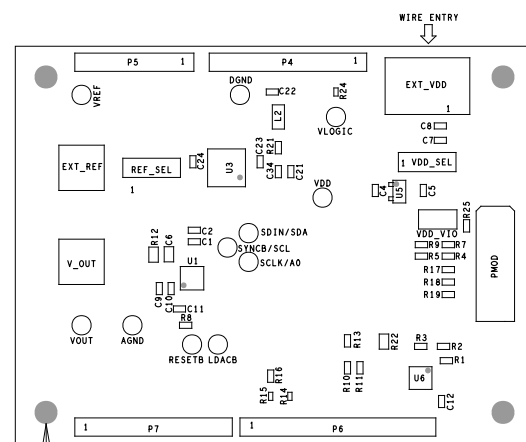 WIRE ENTRY
P5 1
P4 1
VREF
DGND
C22
R24
EXT_VDD
1
L2
VLOGIC
C8
C7
R21
C23
EXT_REF
REF_SEL
1
C24
U3
C34
C21
1 VDD_SEL
VDD
C4
U5
C5
R25
VDD_VIO
C2
C1
SDIN/SDA
SYNCB/SCL
SCLK/A0
R12
C6
R9
R7
R5
R4
R17
R18
R19
PMOD
V_OUT
U1
C9
C10
C11
R8
VOUT
AGND
RESETB
LDACB
R13
R22
R3
R2
R1
R10
R11
R16
R15
R14
U6
C12
1 P7
1 P6